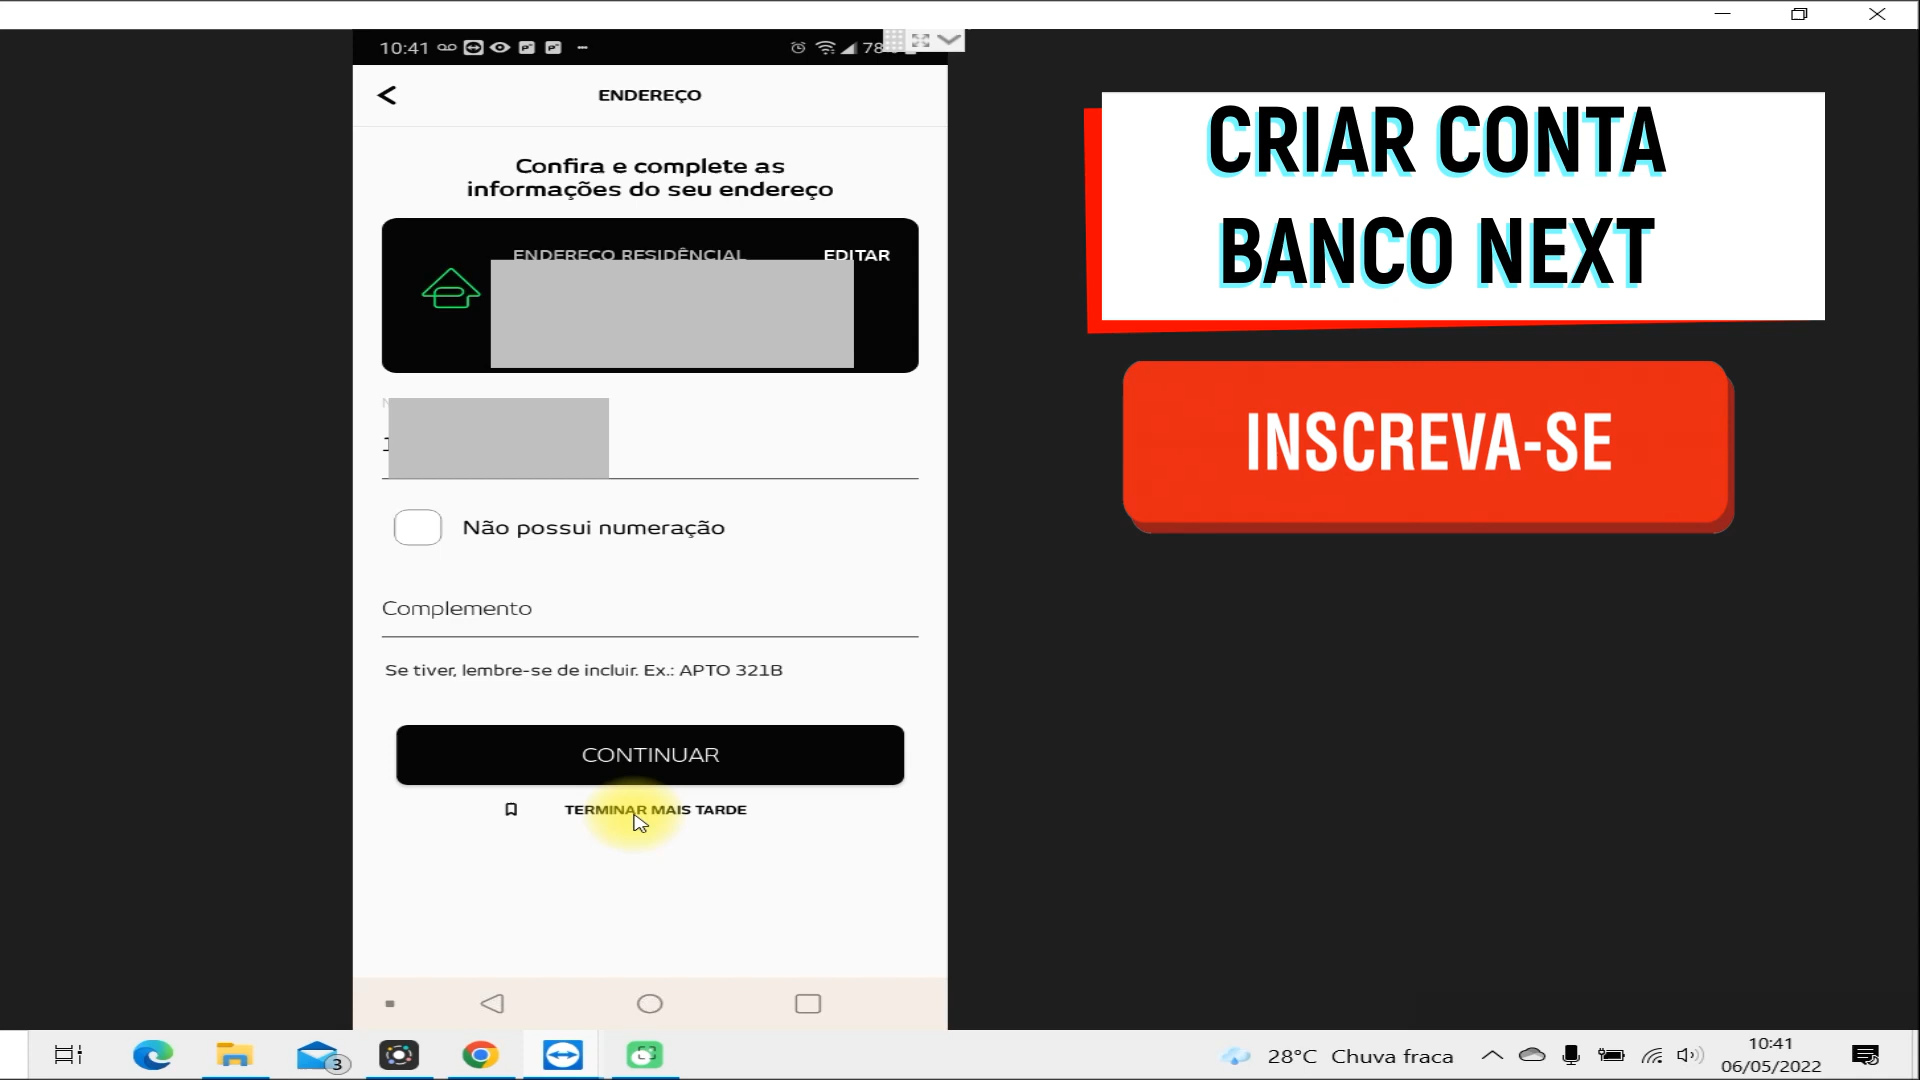 10:41
ENDEREÇO
Confira e complete as
informações do seu endereço
ENDEREÇO RESIDÊNCIAL
EDITAR
Não possui numeração
Complemento
Se tiver, lembre-se de incluir. Ex.: APTO 321B
CONTINUAR
TERMINAR MAIS TARDE
CRIAR CONTA
BANCO NEXT
INSCREVA-SE
3
28°C Chuva fraca
10:41
06/05/2022